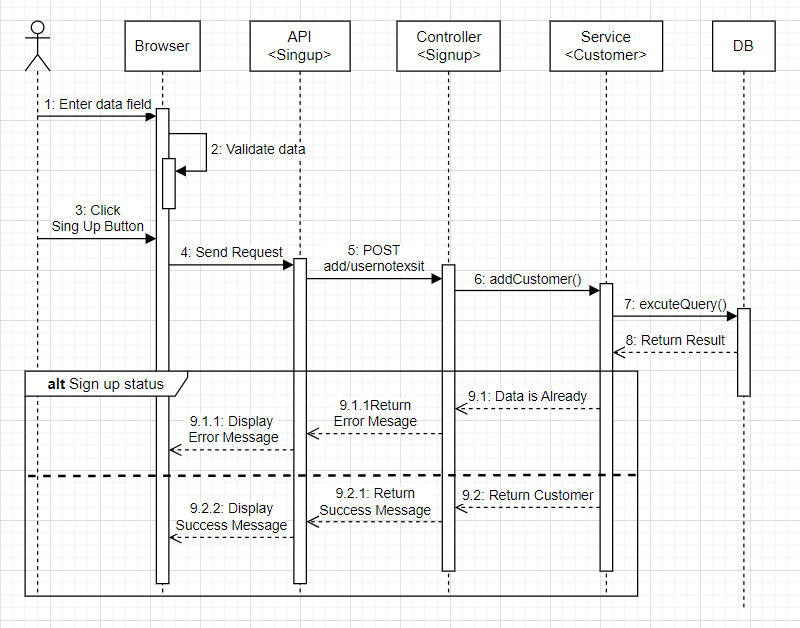 Browser
API
<Singup>
Controller
<Signup>
Service
<Customer>
DB
1: Enter data field
2: Validate data
3: Click
Sing Up Button
4: Send Request
5: POST
add/usernotexsit
6: addCustomer()
7: excuteQuery()
8: Return Result
alt Sign up status
9.1: Data is Already
9.1.1Return
Error Mesage
9.1.1: Display
Error Message
9.2: Return Customer
9.2.1: Return
Success Message
9.2.2: Display
Success Message